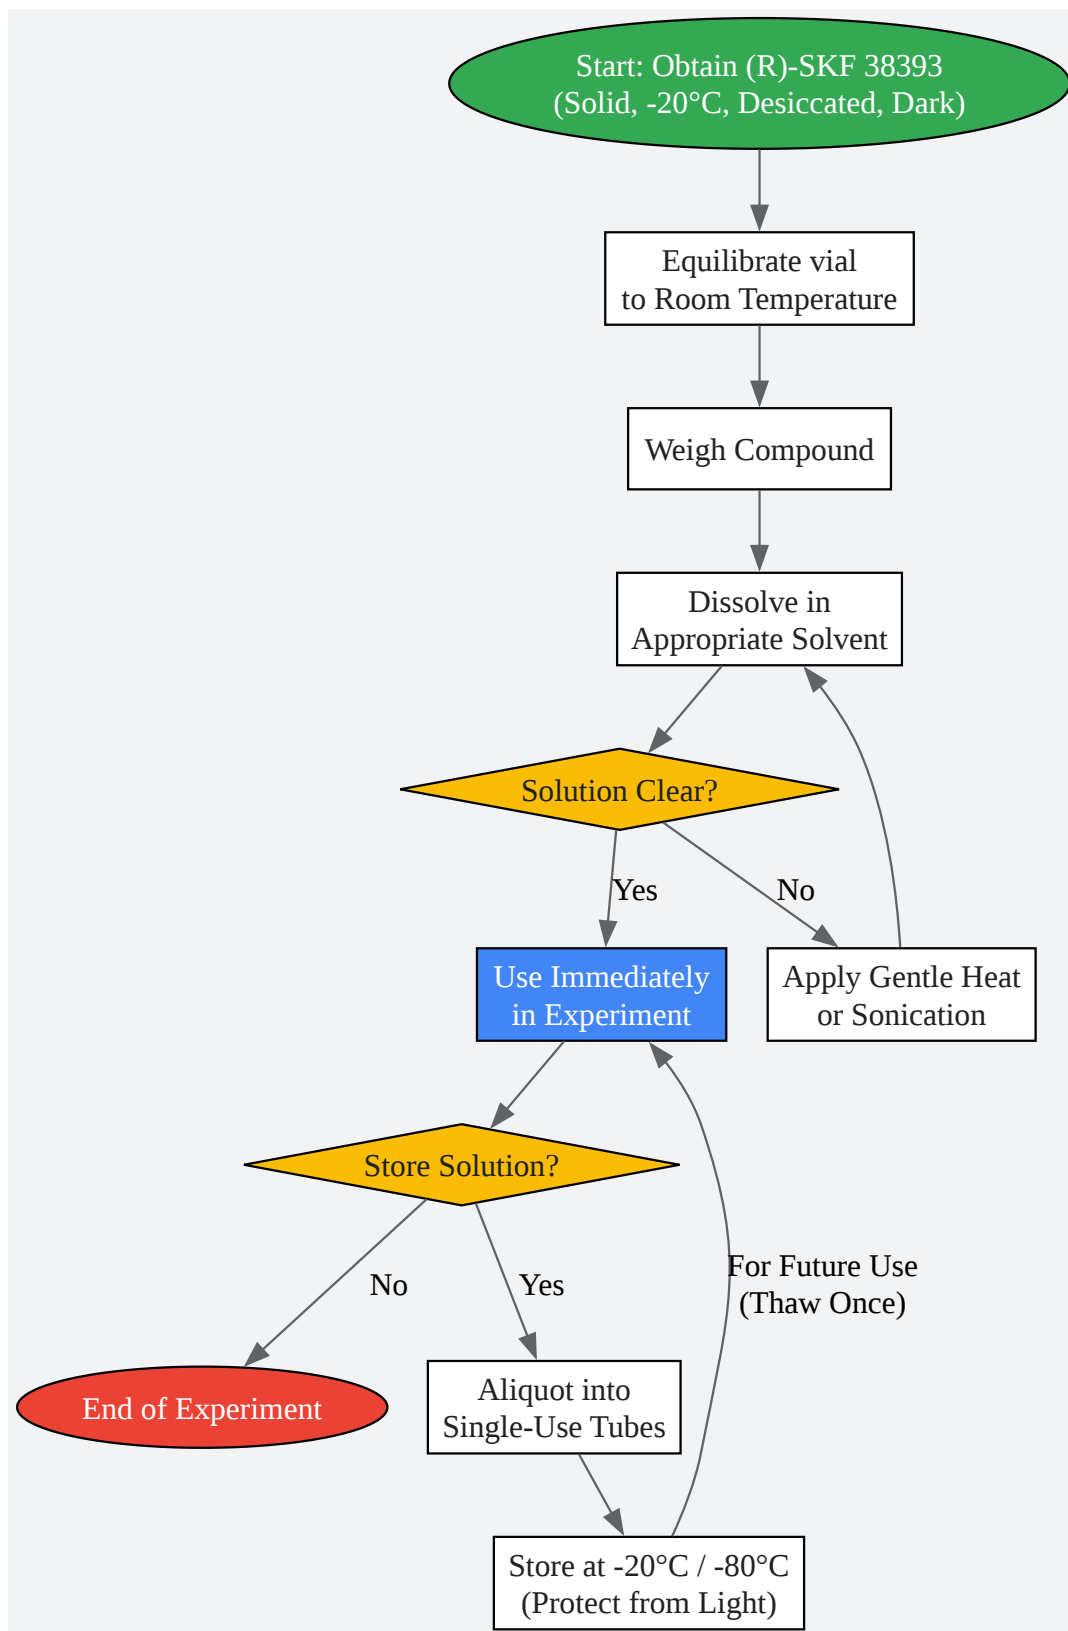 Start: Obtain (R)-SKF 38393
(Solid, -20°C, Desiccated, Dark)
Equilibrate vial
to Room Temperature
Weigh Compound
Dissolve in
Appropriate Solvent
Solution Clear?
Yes
No
Use Immediately
in Experiment
Apply Gentle Heat
or Sonication
Store Solution?
No
Yes
For Future Use
(Thaw Once)
End of Experiment
Aliquot into
Single-Use Tubes
Store at -20°C / -80°C
(Protect from Light)